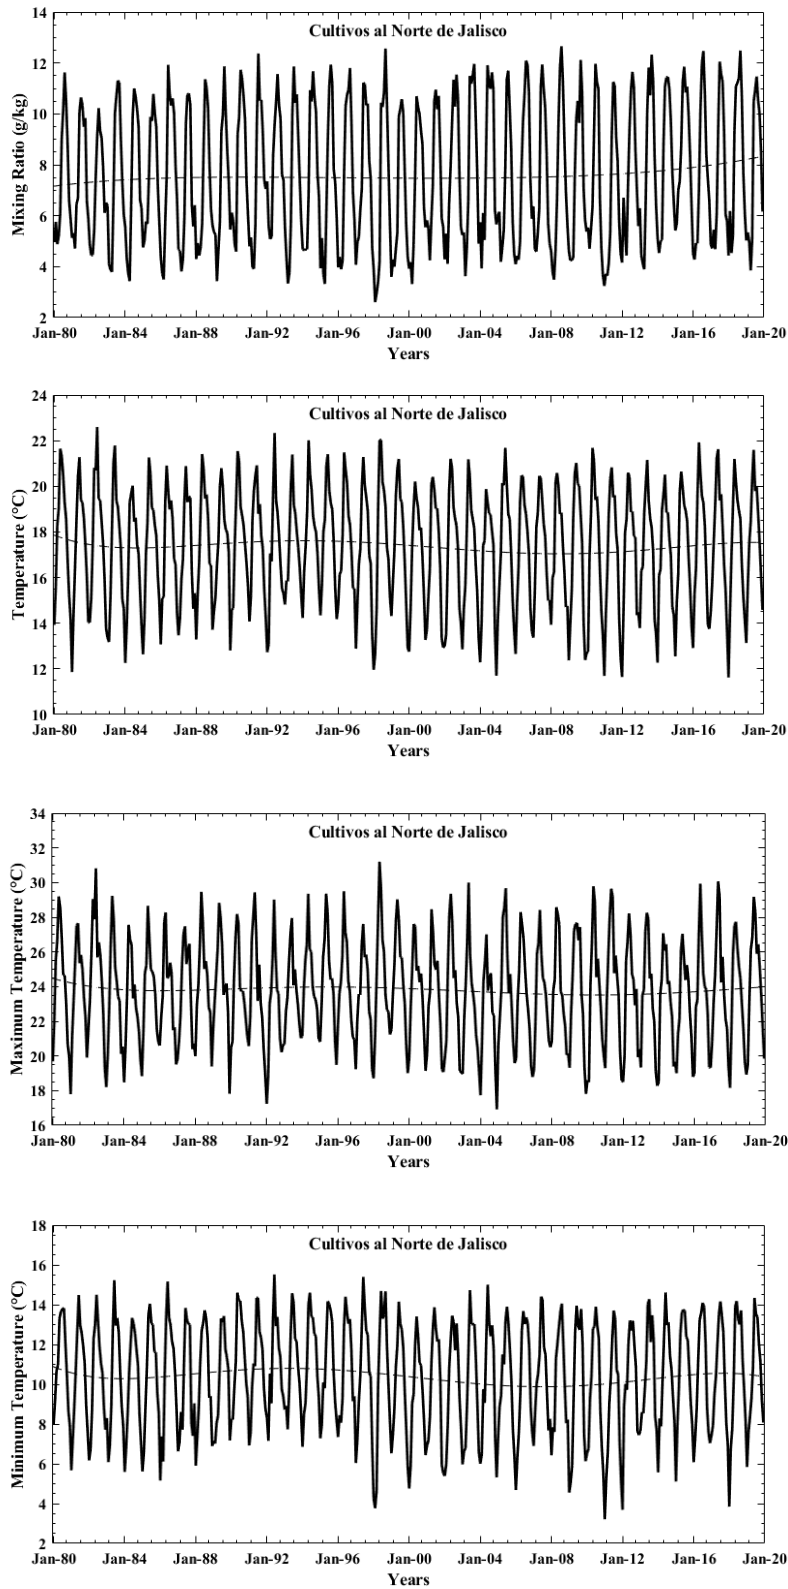 Cultivos al Norte de Jalisco
Mixing Ratio (g/kg)
14
12
10
8
6
4
2
Jan-80 Jan-84 Jan-88 Jan-92 Jan-96 Jan-00 Jan-04 Jan-08 Jan-12 Jan-16 Jan-20
Years
Cultivos al Norte de Jalisco
Temperature (°C)
24
22
20
18
16
14
12
10
Jan-80 Jan-84 Jan-88 Jan-92 Jan-96 Jan-00 Jan-04 Jan-08 Jan-12 Jan-16 Jan-20
Years
Cultivos al Norte de Jalisco
Maximum Temperature (°C)
34
32
30
28
26
24
22
20
18
16
Jan-80 Jan-84 Jan-88 Jan-92 Jan-96 Jan-00 Jan-04 Jan-08 Jan-12 Jan-16 Jan-20
Years
Cultivos al Norte de Jalisco
Minimum Temperature (°C)
18
16
14
12
10
8
6
4
2
Jan-80 Jan-84 Jan-88 Jan-92 Jan-96 Jan-00 Jan-04 Jan-08 Jan-12 Jan-16 Jan-20
Years